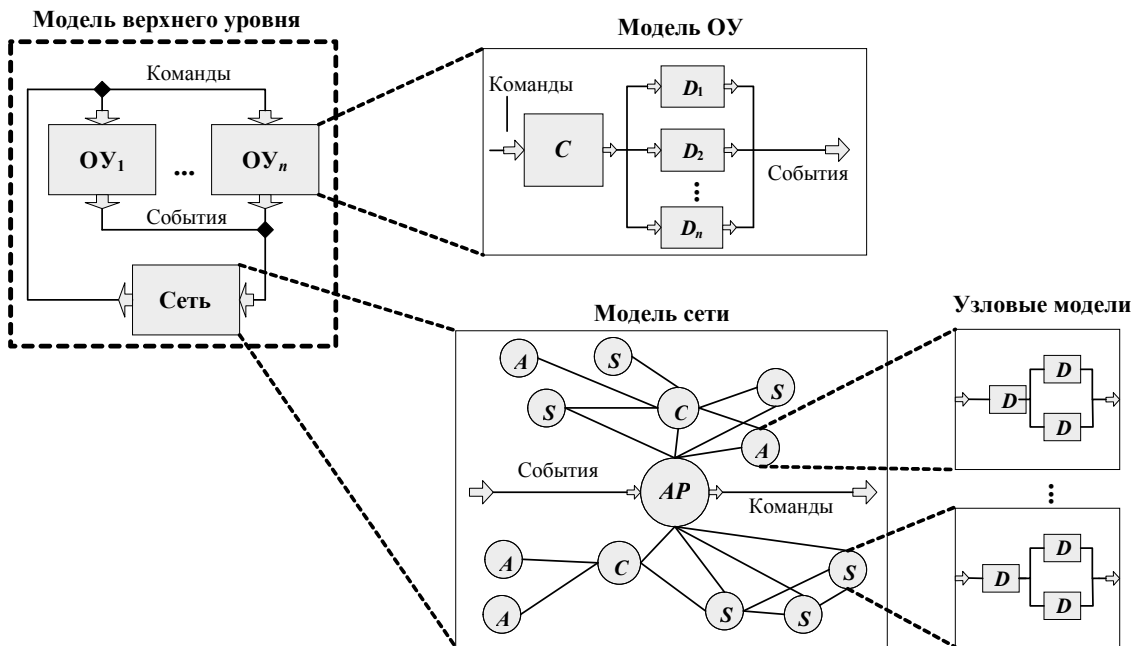 Модель верхнего уровня
Команды
ОУ1
...
ОУn
События
Сеть
Модель ОУ
Команды
C
D1
D2
...
Dn
События
Модель сети
A
S
S
S
C
A
События
AP
Команды
A
C
A
S
S
S
Узловые модели
D
D
D
...
D
D
D